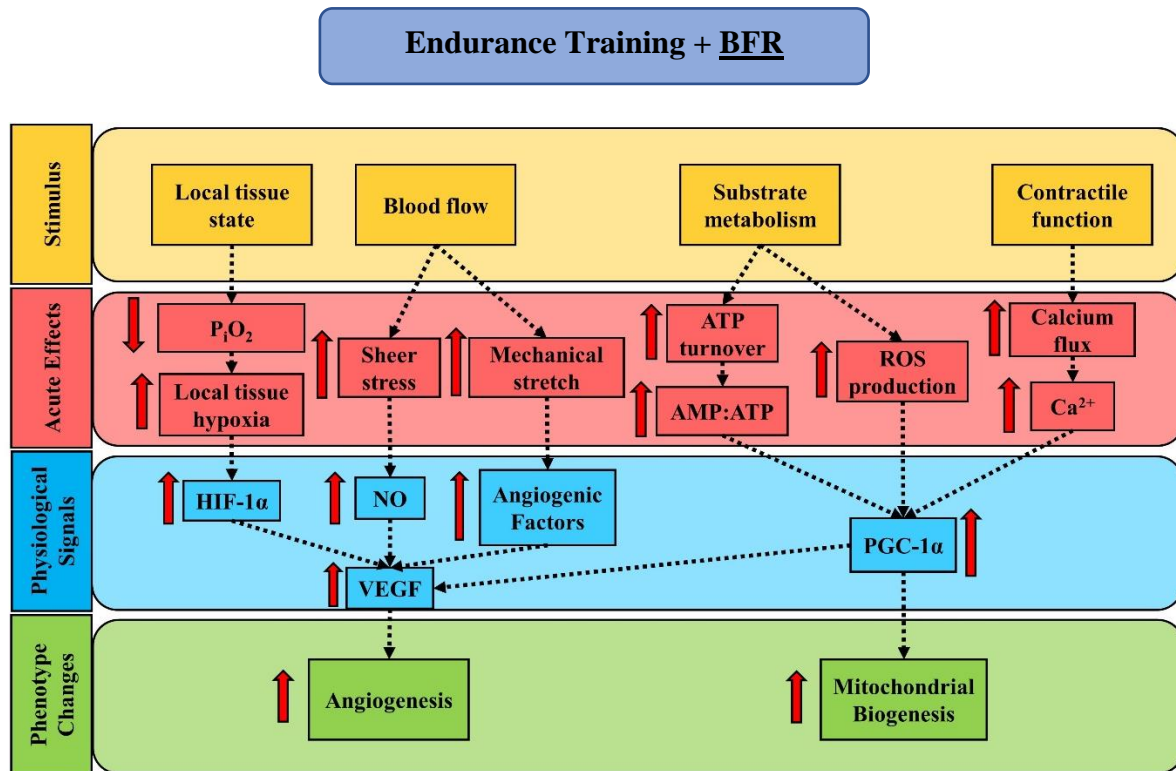 Endurance Training + BFR
Stimulus
Local tissue
state
Blood flow
Substrate
metabolism
Contractile
function
Acute Effects
PiO2
Local tissue
hypoxia
Sheer
stress
Mechanical
stretch
ATP
turnover
AMP:ATP
ROS
production
Calcium
flux
Ca2+
Physiological
Signals
HIF-1α
NO
Angiogenic
Factors
VEGF
PGC-1α
Phenotype
Changes
Angiogenesis
Mitochondrial
Biogenesis